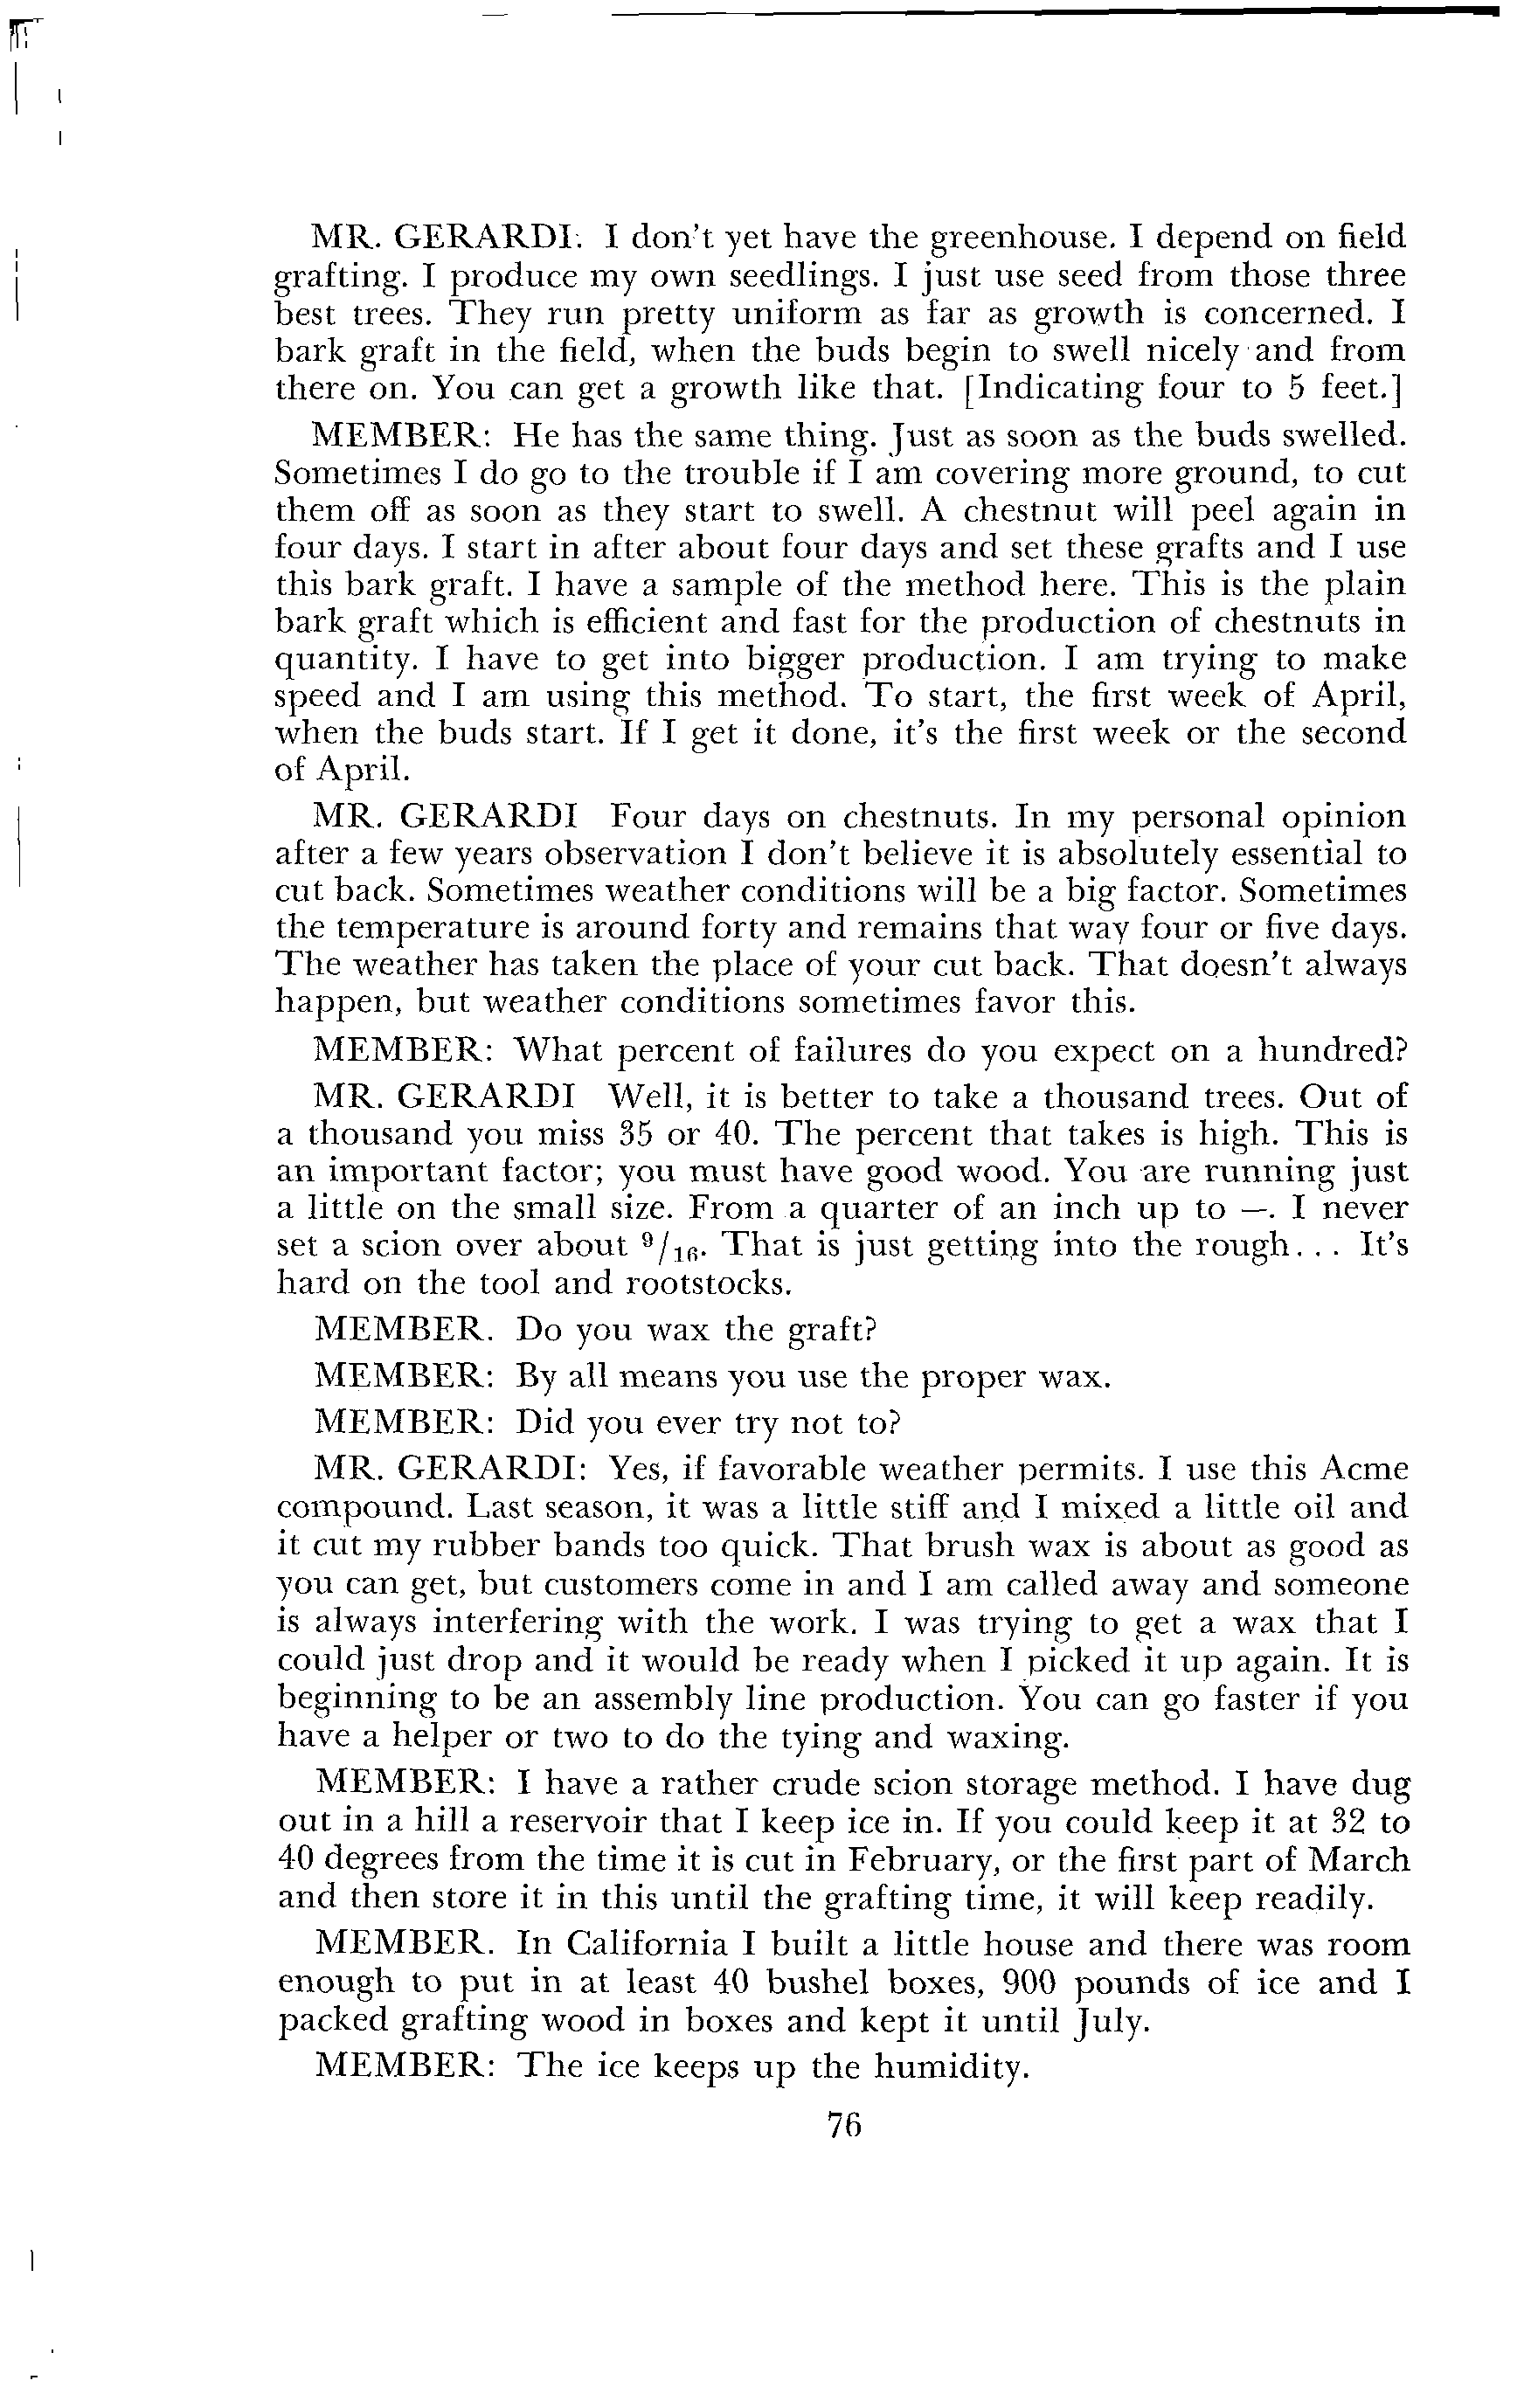 MR. GERARDI: I don't yet have the greenhouse. I depend on field
grafting. I produce my own seedlings. I just use seed from those three
best trees. They run pretty uniform as far as growth is concerned. I
bark graft in the field, when the buds begin to swell nicely and from
there on. You can get a growth like that. [Indicating four to 5 feet.]
MEMBER: He has the same thing. Just as soon as the buds swelled.
Sometimes I do go to the trouble if I am covering more ground, to cut
them off as soon as they start to swell. A chestnut will peel again in
four days. I start in after about four days and set these grafts and I use
this bark graft. I have a sample of the method here. This is the plain
bark graft which is efficient and fast for the production of chestnuts in
quantity. I have to get into bigger production. I am trying to make
speed and I am using this method. To start, the first week of April,
when the buds start. If I get it done, it's the first week or the second
of April.
MR. GERARDI Four days on chestnuts. In my personal opinion
after a few years observation I don't believe it is absolutely essential to
cut back. Sometimes weather conditions will be a big factor. Sometimes
the temperature is around forty and remains that way four or five days.
The weather has taken the place of your cut back. That doesn't always
happen, but weather conditions sometimes favor this.
MEMBER: What percent of failures do you expect on a hundred?
MR. GERARDI Well, it is better to take a thousand trees. Out of
a thousand you miss 35 or 40. The percent that takes is high. This is
an important factor; you must have good wood. You are running just
a little on the small size. From a quarter of an inch up to —. I never
set a scion over about 9/16. That is just getting into the rough... It's
hard on the tool and rootstocks.
MEMBER. Do you wax the graft?
MEMBER: By all means you use the proper wax.
MEMBER: Did you ever try not to?
MR. GERARDI: Yes, if favorable weather permits. I use this Acme
compound. Last season, it was a little stiff and I mixed a little oil and
it cut my rubber bands too quick. That brush wax is about as good as
you can get, but customers come in and I am called away and someone
is always interfering with the work. I was trying to get a wax that I
could just drop and it would be ready when I picked it up again. It is
beginning to be an assembly line production. You can go faster if you
have a helper or two to do the tying and waxing.
MEMBER: I have a rather crude scion storage method. I have dug
out in a hill a reservoir that I keep ice in. If you could keep it at 32 to
40 degrees from the time it is cut in February, or the first part of March
and then store it in this until the grafting time, it will keep readily.
MEMBER. In California I built a little house and there was room
enough to put in at least 40 bushel boxes, 900 pounds of ice and I
packed grafting wood in boxes and kept it until July.
MEMBER: The ice keeps up the humidity.
76